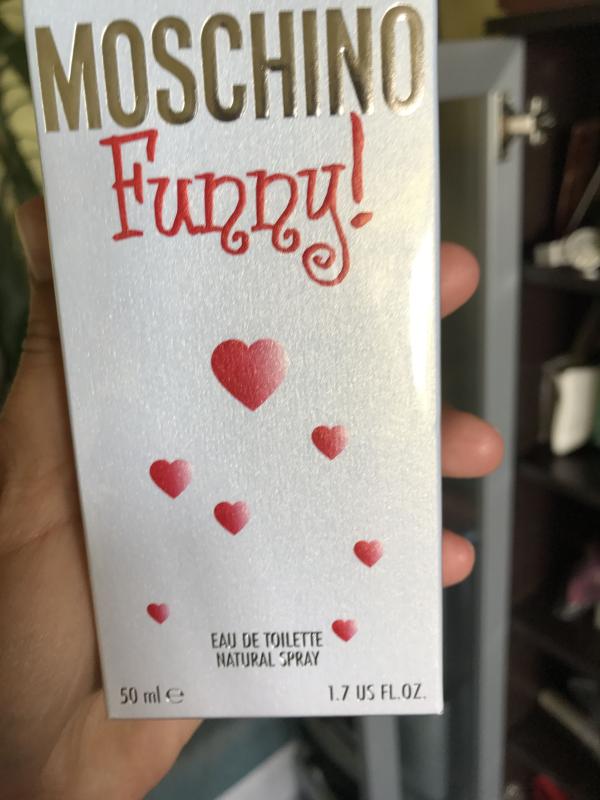 MOSCHINO
Funny!
EAU DE TOILETTE
NATURAL SPRAY
50 ml ℮
1.7 US FL.OZ.